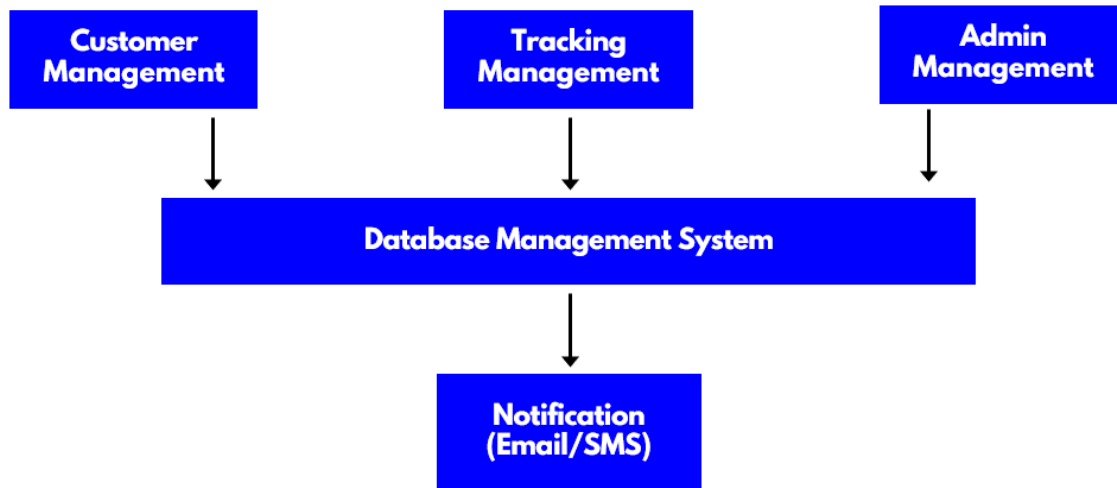 Customer
Management
Tracking
Management
Admin
Management
Database Management System
Notification
(Email/SMS)